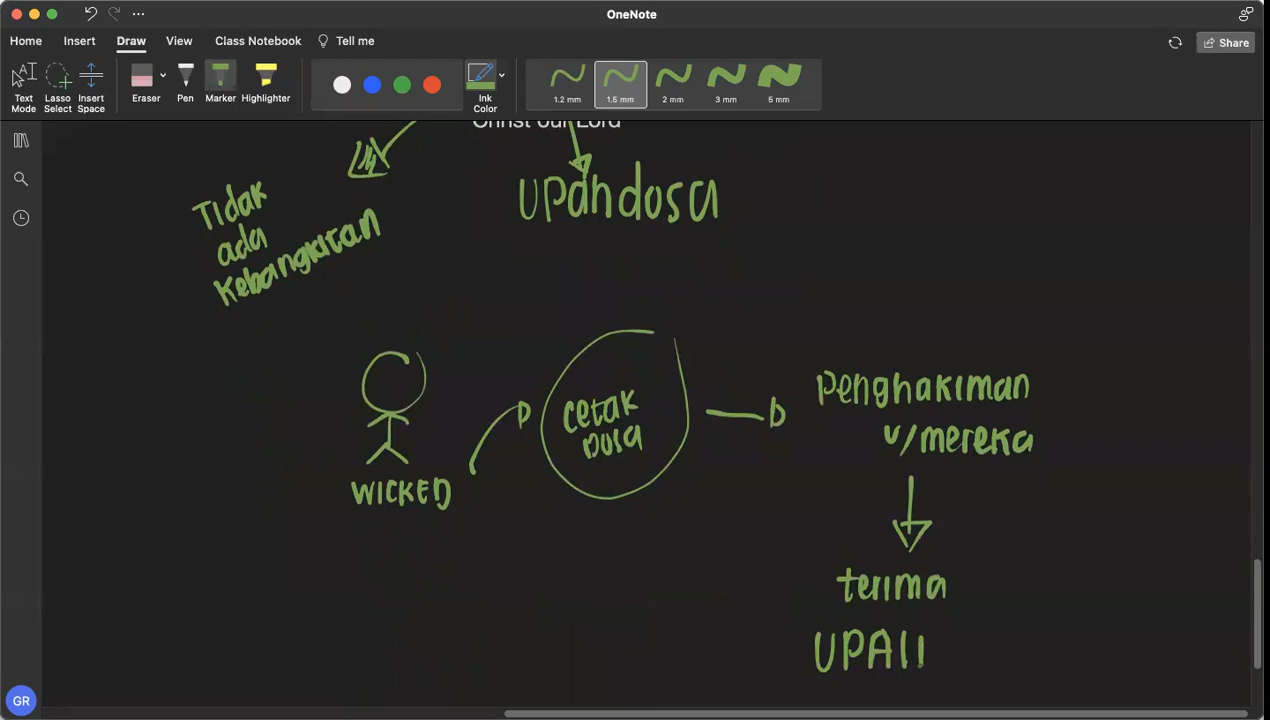 OneNote
Home Insert Draw View Class Notebook Tell me
Share
Text Mode
Lasso Select
Insert Space
Eraser
Pen
Marker
Highlighter
Ink Color
1.2 mm
1.5 mm
2 mm
3 mm
5 mm
Christ our Lord
Tidak
ada
Kebangkitan
UPahdosa
WICKED
cetak
Dosa
Penghakiman
u/mereka
terima
GR